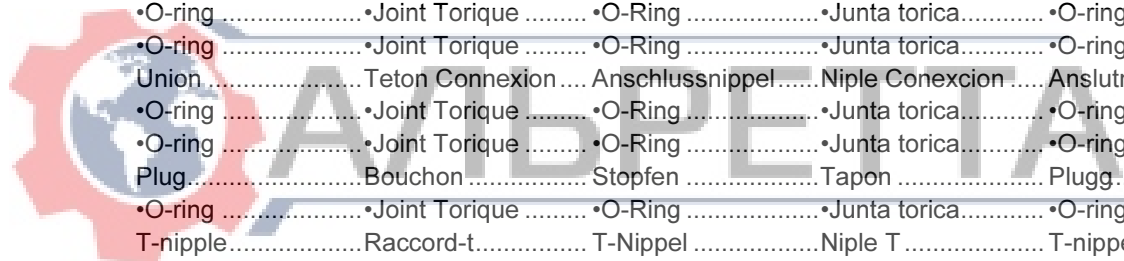 •O-ring ..................... •Joint Torique ......... •O-Ring ..................... •Junta torica............ •O-ring
•O-ring ..................... •Joint Torique ......... •O-Ring ..................... •Junta torica............ •O-ring
Union........................ Teton Connexion .... Anschlussnippel...... Niple Conexcion .... Anslutn
•O-ring ..................... •Joint Torique ......... •O-Ring ..................... •Junta torica............ •O-ring
•O-ring ..................... •Joint Torique ......... •O-Ring ..................... •Junta torica............ •O-ring
Plug.......................... Bouchon ................. Stopfen ................... Tapon ..................... Plugg
•O-ring ..................... •Joint Torique ......... •O-Ring ..................... •Junta torica............ •O-ring
T-nipple.................... Raccord-t................ T-Nippel .................. Niple T .................... T-nippe
АЛЬРЕТТА